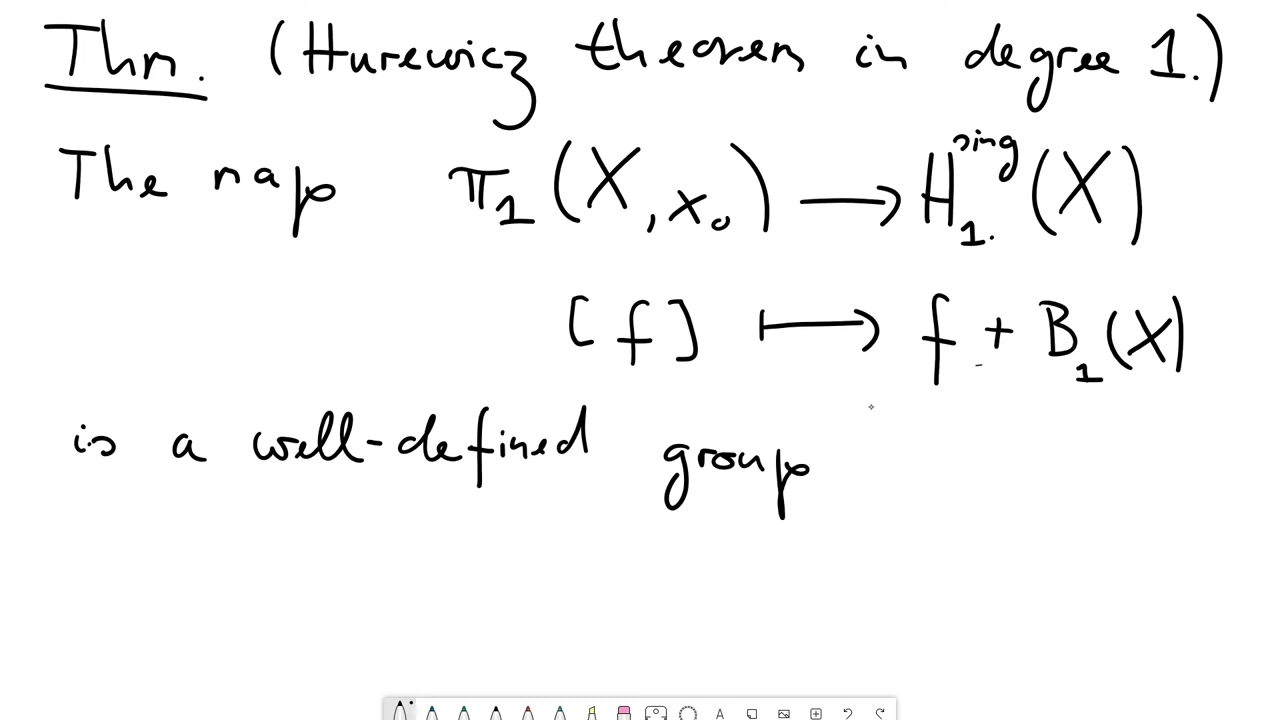 Thm. (Hurewicz theorem in degree 1.)
The map π₁(X, x₀) ⟶ H₁^sing(X)
[f] ⟼ f + B₁(X)
is a well-defined group